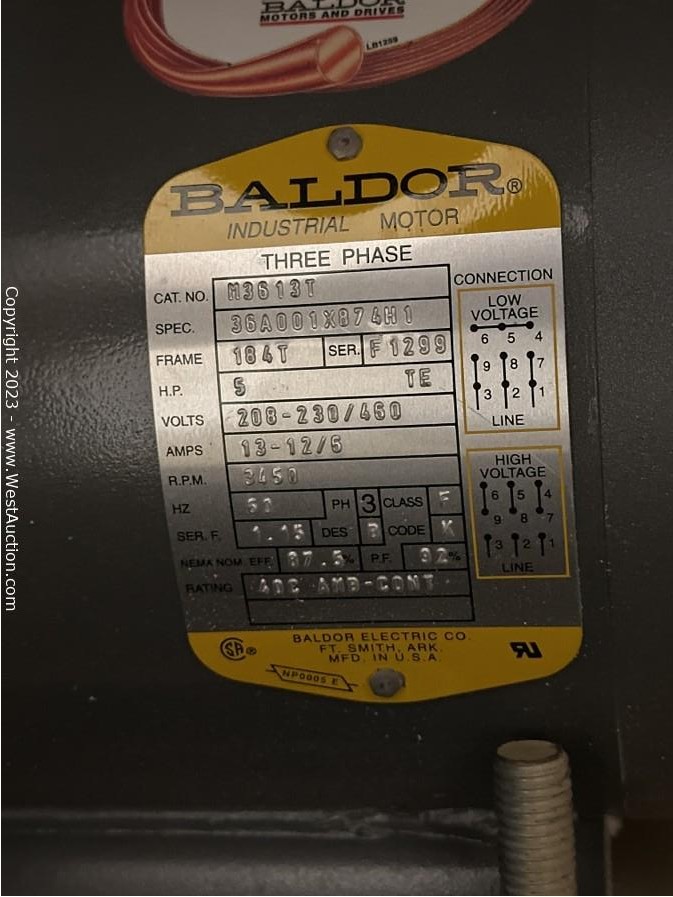 BALDOR
MOTORS AND DRIVES
LB1299
BALDOR®
INDUSTRIAL MOTOR
THREE PHASE
CAT. NO. M3613T
SPEC. 36A001X874H1
FRAME 184T SER. F1299
H.P. 5 TE
VOLTS 208-230/460
AMPS 13-12/6
R.P.M. 3450
HZ 60 PH 3 CLASS F
SER. F. 1.15 DES B CODE K
NEMA NOM. EFF. 87.5% P.F. 92%
RATING 40C AMB-CONT
CONNECTION
LOW
VOLTAGE
6 5 4
9 8 7
3 2 1
LINE
HIGH
VOLTAGE
6 5 4
9 8 7
3 2 1
LINE
BALDOR ELECTRIC CO.
FT. SMITH, ARK.
MFD. IN U.S.A.
SA®
NP0005 E
Copyright 2023 - www.WestAuction.com